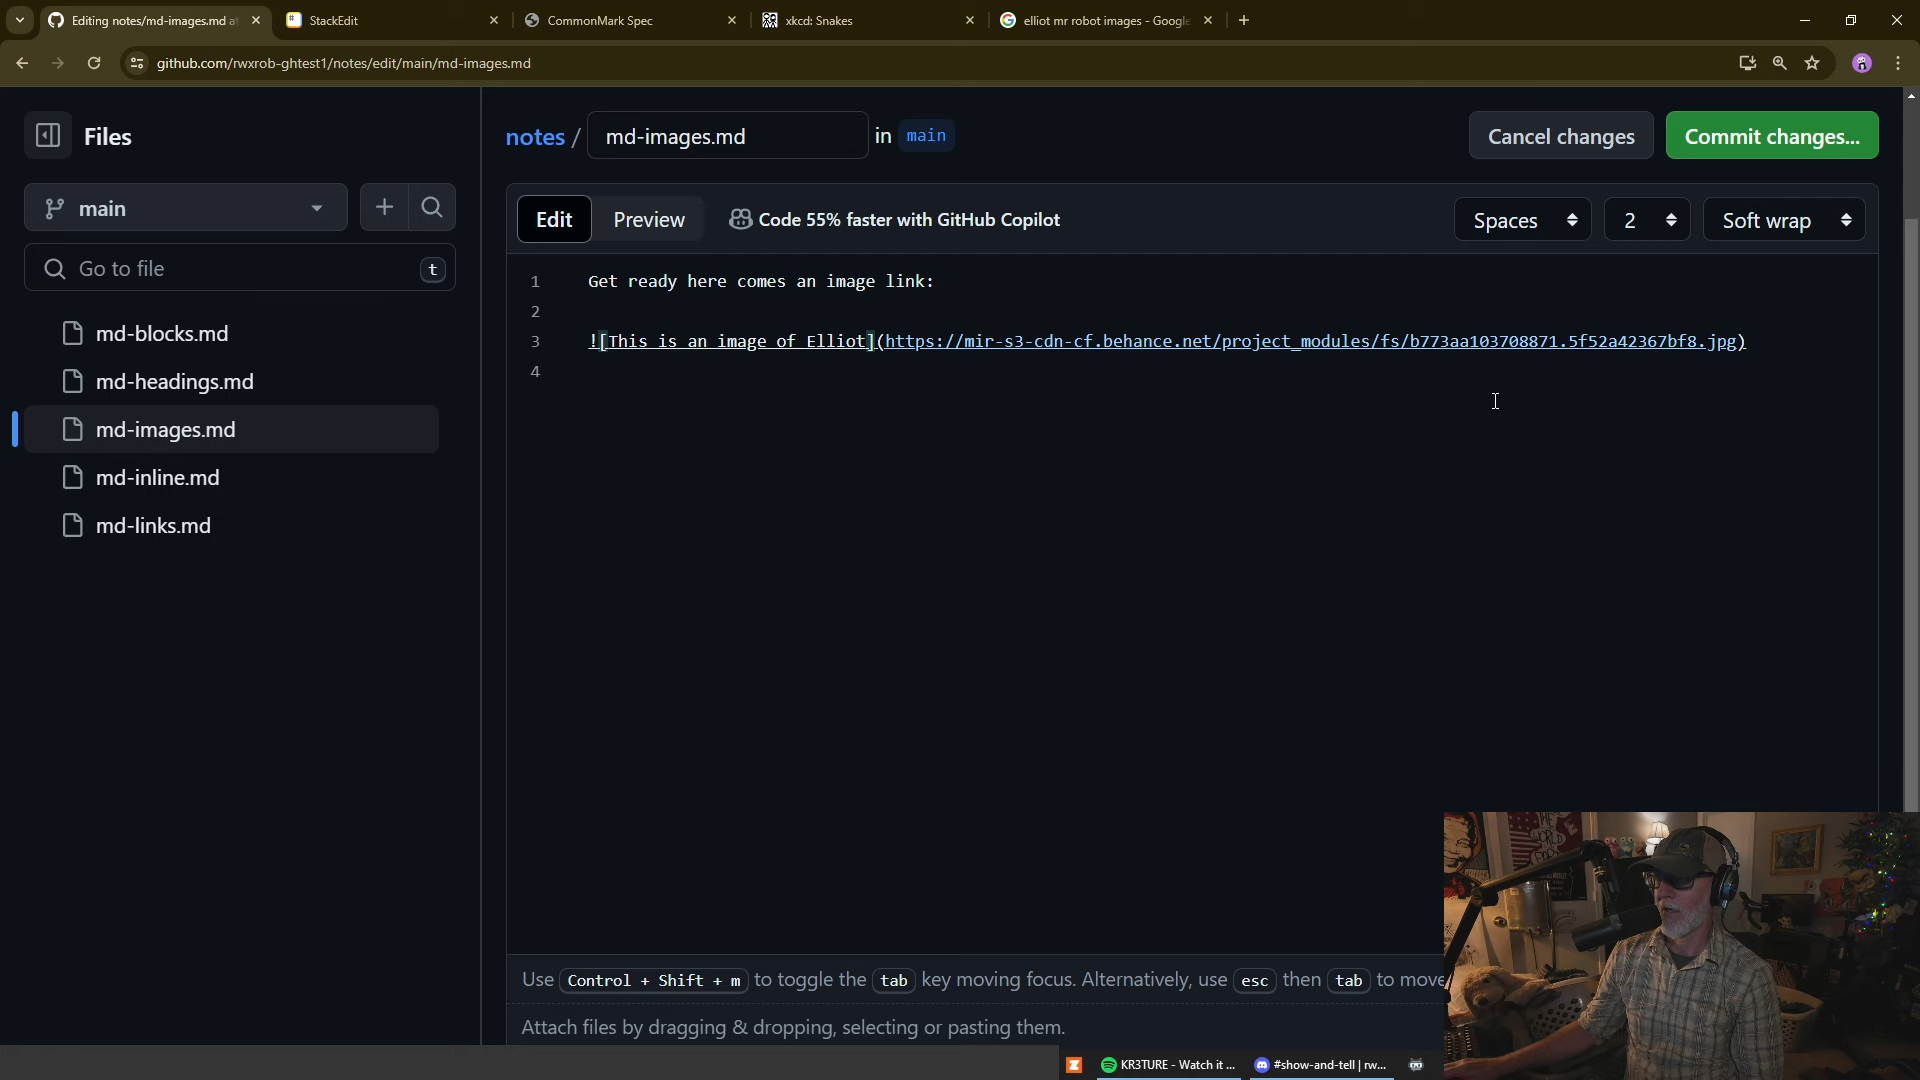 Editing notes/md-images.md a
StackEdit
CommonMark Spec
xkcd: Snakes
elliot mr robot images - Google
github.com/rwxrob-ghtest1/notes/edit/main/md-images.md
Files
main
Go to file
t
md-blocks.md
md-headings.md
md-images.md
md-inline.md
md-links.md
notes / md-images.md in main
Cancel changes
Commit changes...
Edit
Preview
Code 55% faster with GitHub Copilot
Spaces
2
Soft wrap
1 Get ready here comes an image link:
2
3 ![This is an image of Elliot](https://mir-s3-cdn-cf.behance.net/project_modules/fs/b773aa103708871.5f52a42367bf8.jpg)
4
Use Control + Shift + m to toggle the tab key moving focus. Alternatively, use esc then tab to move
Attach files by dragging & dropping, selecting or pasting them.
KR3TURE - Watch it ...
#show-and-tell | rw...